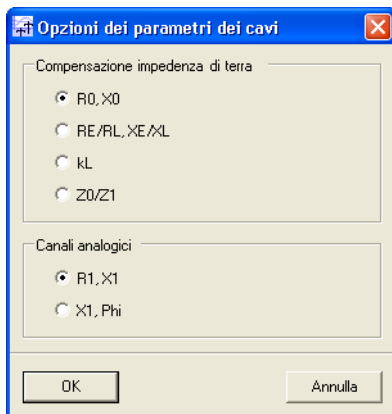 Opzioni dei parametri dei cavi
Compensazione impedenza di terra
R0, X0
RE/RL, XE/XL
kL
Z0/Z1
Canali analogici
R1, X1
X1, Phi
OK
Annulla